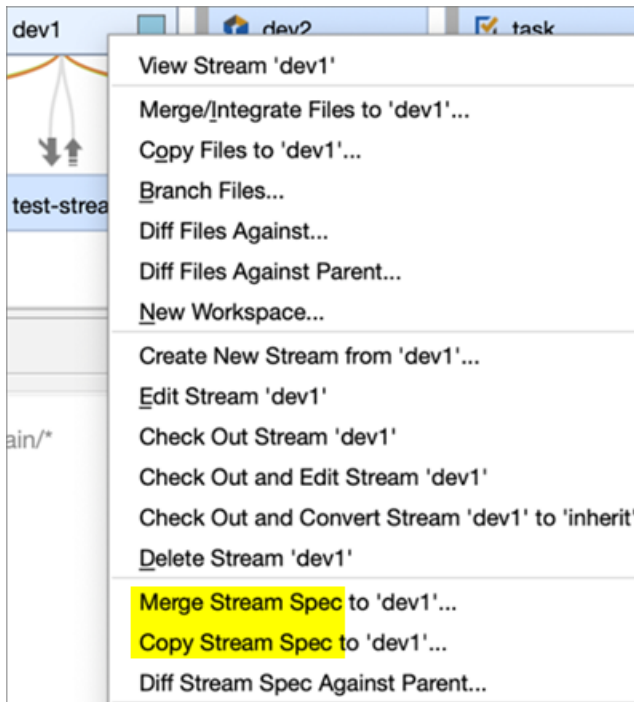 dev1
dev2
task
View Stream 'dev1'
Merge/Integrate Files to 'dev1'...
Copy Files to 'dev1'...
Branch Files...
test-strea
Diff Files Against...
Diff Files Against Parent...
New Workspace...
Create New Stream from 'dev1'...
Edit Stream 'dev1'
Check Out Stream 'dev1'
ain/*
Check Out and Edit Stream 'dev1'
Check Out and Convert Stream 'dev1' to 'inherit'
Delete Stream 'dev1'
Merge Stream Spec to 'dev1'...
Copy Stream Spec to 'dev1'...
Diff Stream Spec Against Parent...